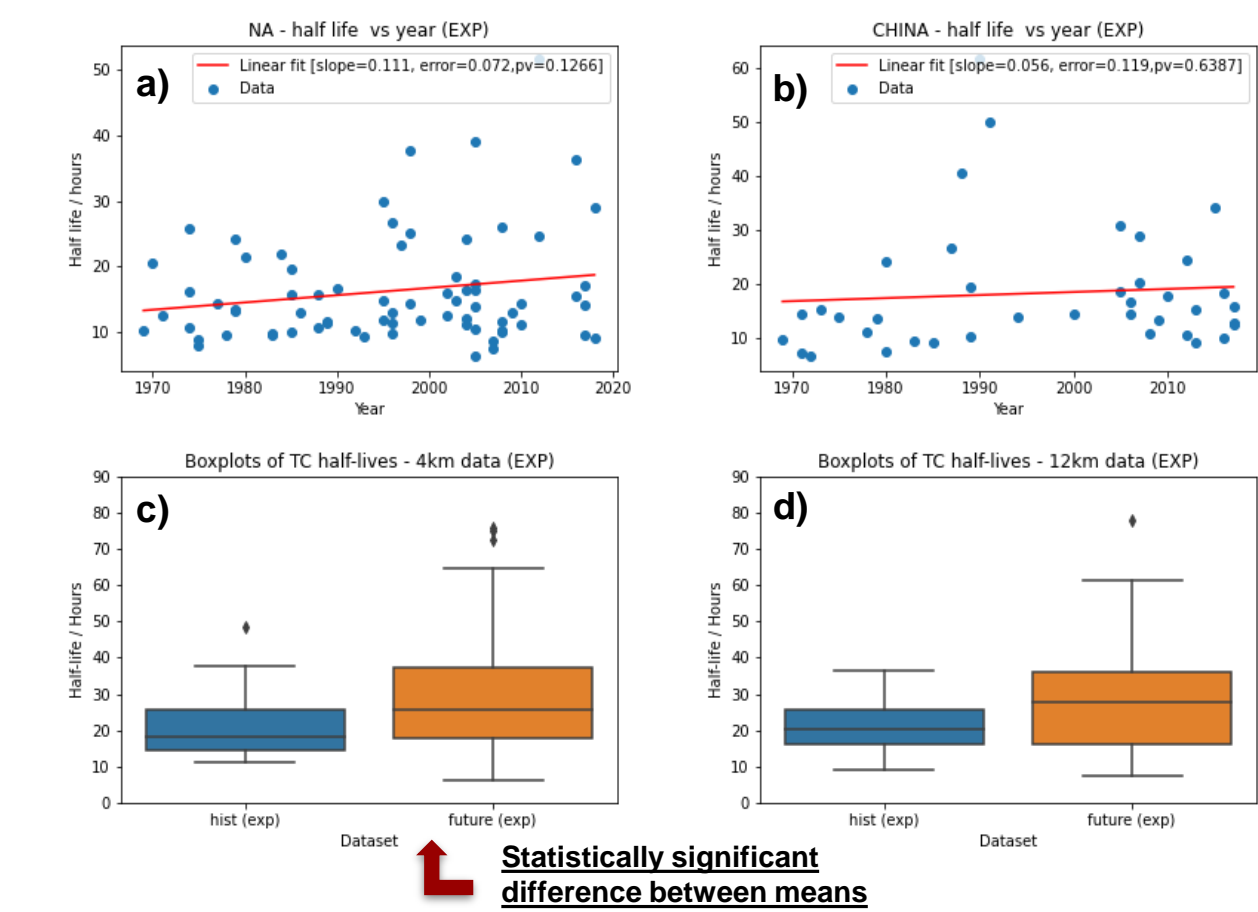 NA - half life  vs year (EXP)
a)
Linear fit [slope=0.111, error=0.072,pv=0.1266]
Data
50
40
30
20
10
Half life / hours
1970 1980 1990 2000 2010 2020
Year
CHINA - half life  vs year (EXP)
b)
Linear fit [slope=0.056, error=0.119,pv=0.6387]
Data
60
50
40
30
20
10
Half life / hours
1970 1980 1990 2000 2010
Year
Boxplots of TC half-lives - 4km data (EXP)
c)
90
80
70
60
50
40
30
20
10
0
Half-life / Hours
hist (exp) future (exp)
Dataset
Boxplots of TC half-lives - 12km data (EXP)
d)
90
80
70
60
50
40
30
20
10
0
Half-life / Hours
hist (exp) future (exp)
Dataset
Statistically significant
difference between means